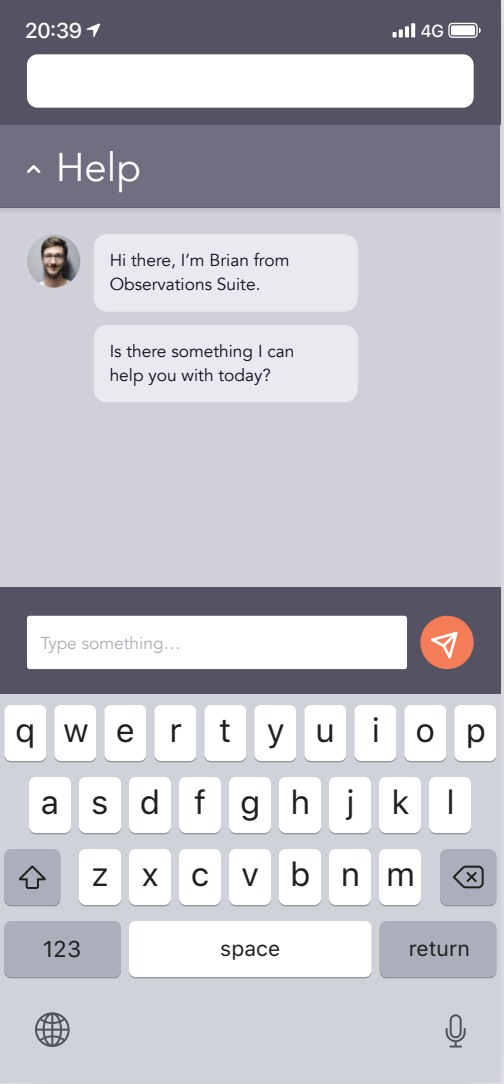 20:39
4G
Help
Hi there, I’m Brian from
Observations Suite.
Is there something I can
help you with today?
Type something...
q w e r t y u i o p
a s d f g h j k l
z x c v b n m
123 space return